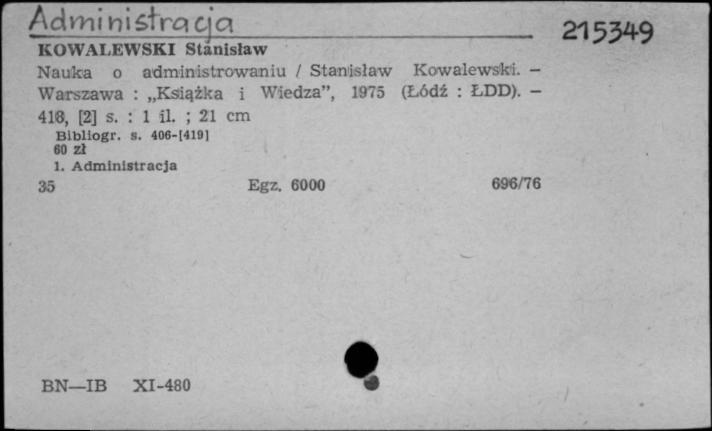 Administracja
215349
KOWALEWSKI Stanisław
Nauka o administrowaniu / Stanisław Kowalewski. —
Warszawa : „Książka i Wiedza”, 1975 (Łódź : ŁDD). —
418, [2] s. : 1 il. ; 21 cm
Bibliogr. s. 406-[419]
60 zł
1. Administracja
35 Egz. 6000 696/76
BN—IB XI-480